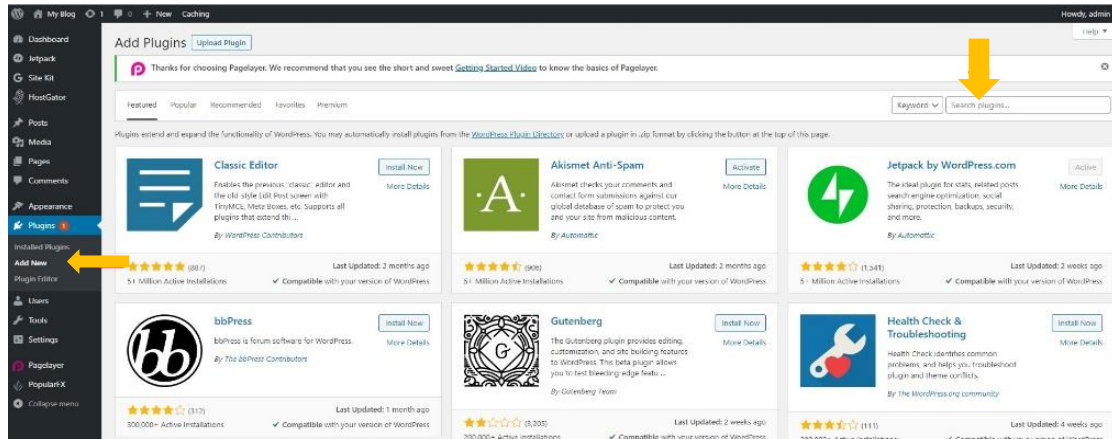 My Blog 1 0 + New Caching Howdy, admin
Help
Dashboard
Jetpack
Site Kit
HostGator
Posts
Media
Pages
Comments
Appearance
Plugins 1
Installed Plugins
Add New
Plugin Editor
Users
Tools
Settings
Pagelayer
PopularFX
Collapse menu
Add Plugins Upload Plugin
Thanks for choosing Pagelayer. We recommend that you see the short and sweet Getting Started Video to know the basics of Pagelayer.
Featured Popular Recommended Favorites Premium Keyword Search plugins...
Plugins extend and expand the functionality of WordPress. You may automatically install plugins from the WordPress Plugin Directory or upload a plugin in .zip format by clicking the button at the top of this page.
Classic Editor
Install Now
More Details
Enables the previous "classic" editor and
the old-style Edit Post screen with
TinyMCE, Meta Boxes, etc. Supports all
plugins that extend thi ...
By WordPress Contributors
(887) Last Updated: 2 months ago
5+ Million Active Installations Compatible with your version of WordPress
·A·
Akismet Anti-Spam
Activate
More Details
Akismet checks your comments and
contact form submissions against our
global database of spam to protect you
and your site from malicious content.
By Automattic
(906) Last Updated: 2 months ago
5+ Million Active Installations Compatible with your version of WordPress
Jetpack by WordPress.com
Active
More Details
The ideal plugin for stats, related posts,
search engine optimization, social
sharing, protection, backups, security,
and more.
By Automattic
(1,541) Last Updated: 2 weeks ago
5+ Million Active Installations Compatible with your version of WordPress
bb
bbPress
Install Now
More Details
bbPress is forum software for WordPress.
By The bbPress Contributors
(312) Last Updated: 1 month ago
300,000+ Active Installations Compatible with your version of WordPress
G
Gutenberg
Install Now
More Details
The Gutenberg plugin provides editing,
customization, and site building features
to WordPress. This beta plugin allows
you to test bleeding-edge featu ...
By Gutenberg Team
(3,205) Last Updated: 2 weeks ago
Compatible with your version of WordPress
Health Check &
Troubleshooting
Install Now
More Details
Health Check identifies common
problems, and helps you troubleshoot
plugin and theme conflicts.
By The WordPress.org community
(111) Last Updated: 4 weeks ago